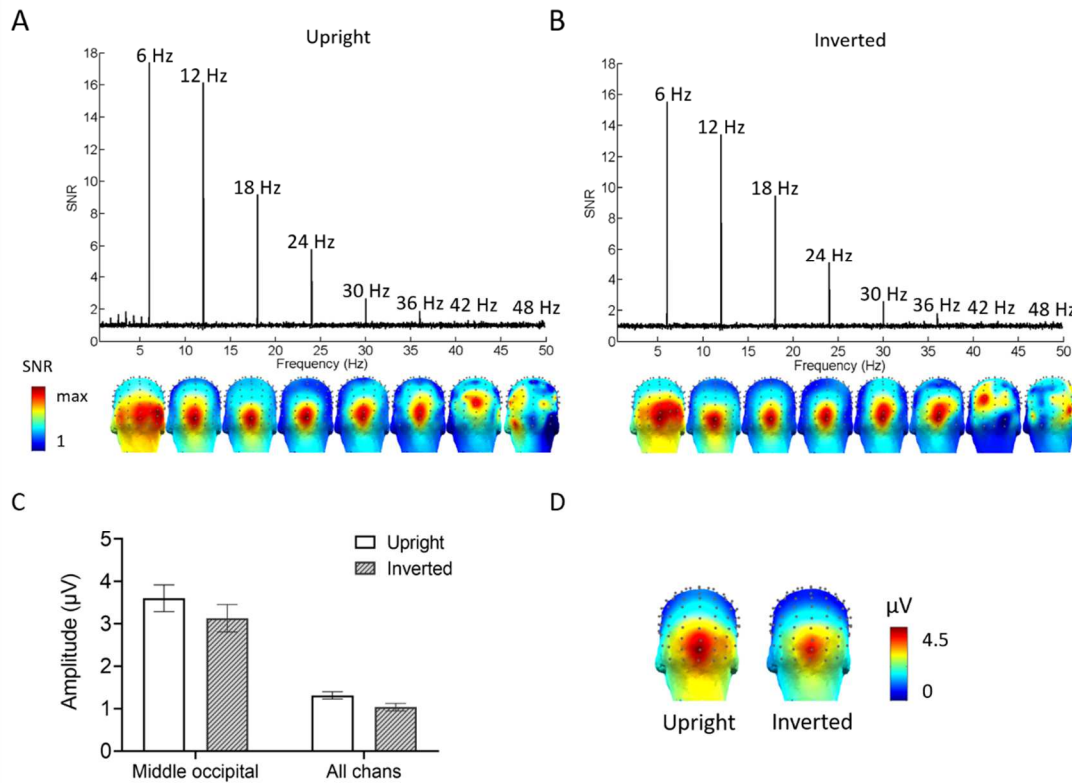 A
Upright
18
16
14
12
10
8
6
4
2
0
SNR
6 Hz
12 Hz
18 Hz
24 Hz
30 Hz
36 Hz
42 Hz
48 Hz
5
10
15
20
25
30
35
40
45
50
Frequency (Hz)
SNR
max
1
B
Inverted
18
16
14
12
10
8
6
4
2
0
SNR
6 Hz
12 Hz
18 Hz
24 Hz
30 Hz
36 Hz
42 Hz
48 Hz
5
10
15
20
25
30
35
40
45
50
Frequency (Hz)
C
5
4
3
2
1
0
Amplitude (µV)
Upright
Inverted
Middle occipital
All chans
D
µV
4.5
0
Upright
Inverted